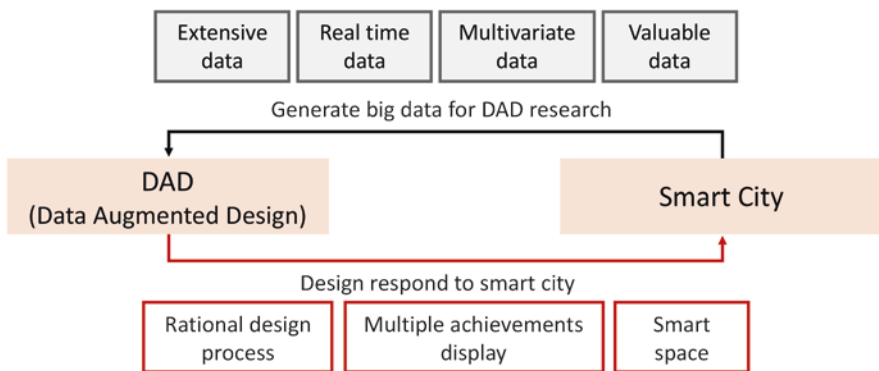 Extensive data
Real time data
Multivariate data
Valuable data
Generate big data for DAD research
DAD
(Data Augmented Design)
Smart City
Design respond to smart city
Rational design process
Multiple achievements display
Smart space